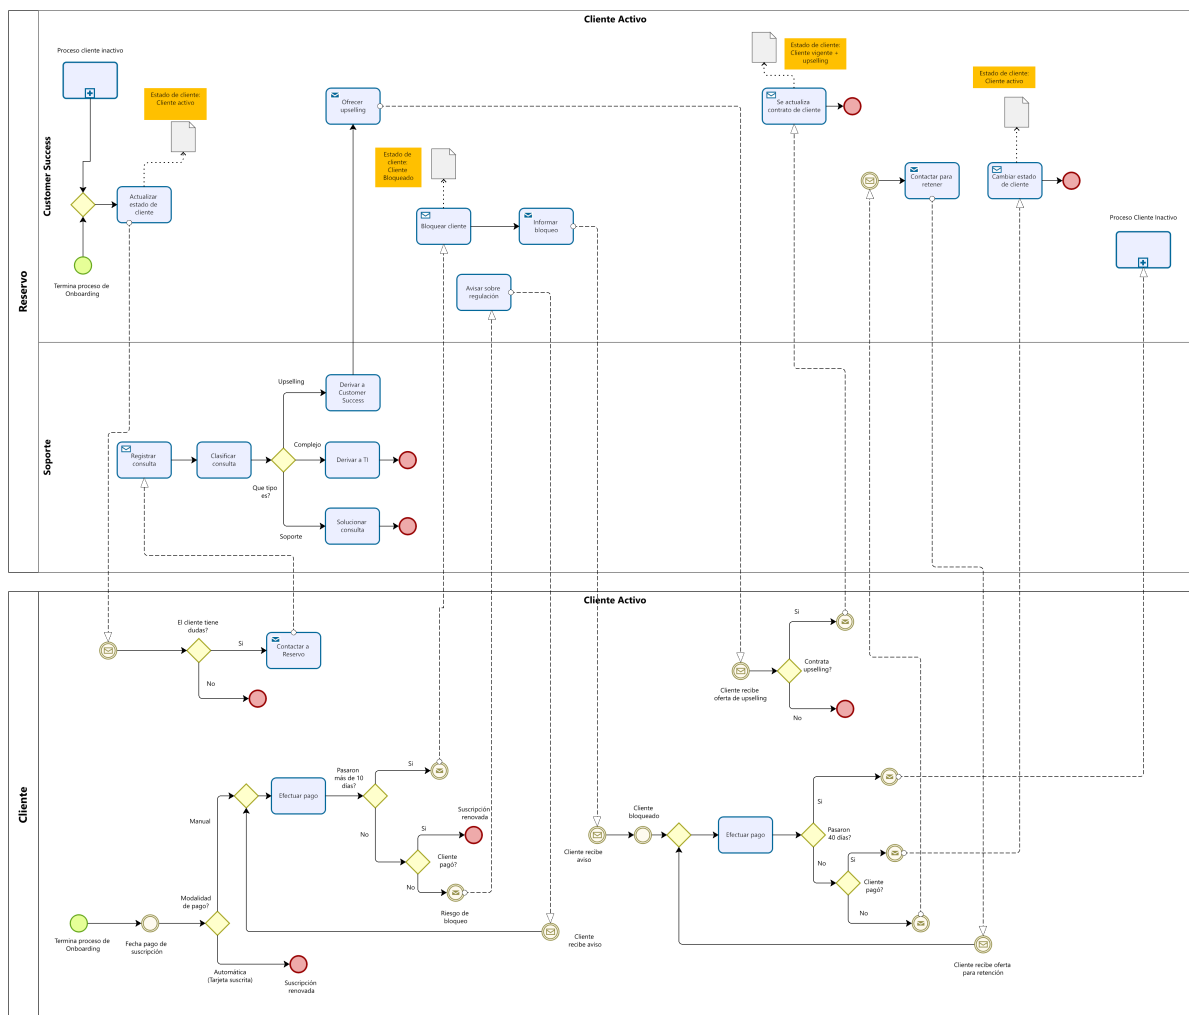 Cliente Activo
Reservo
Customer Success
Proceso cliente inactivo
Estado de cliente:
Cliente activo
Actualizar
estado de
cliente
Termina proceso de
Onboarding
Ofrecer
upselling
Estado de
cliente:
Cliente
Bloqueado
Bloquear cliente
Informar
bloqueo
Avisar sobre
regulación
Estado de cliente:
Cliente vigente +
upselling
Se actualiza
contrato de cliente
Contactar para
retener
Estado de cliente:
Cliente activo
Cambiar estado
de cliente
Proceso Cliente Inactivo
Soporte
Registrar
consulta
Clasificar
consulta
Que tipo
es?
Upselling
Derivar a
Customer
Success
Complejo
Derivar a TI
Soporte
Solucionar
consulta
Cliente Activo
Cliente
El cliente tiene
dudas?
Si
Contactar a
Reservo
No
Cliente recibe
oferta de upselling
Contrata
upselling?
Si
No
Termina proceso de
Onboarding
Fecha pago de
suscripción
Modalidad
de pago?
Manual
Automática
(Tarjeta suscrita)
Suscripción
renovada
Efectuar pago
Pasaron
más de 10
días?
Si
No
Cliente
pagó?
Si
Suscripción
renovada
No
Riesgo de
bloqueo
Cliente
recibe aviso
Cliente recibe
aviso
Cliente
bloqueado
Efectuar pago
Pasaron
40 días?
Si
No
Cliente
pagó?
Si
No
Cliente recibe oferta
para retención